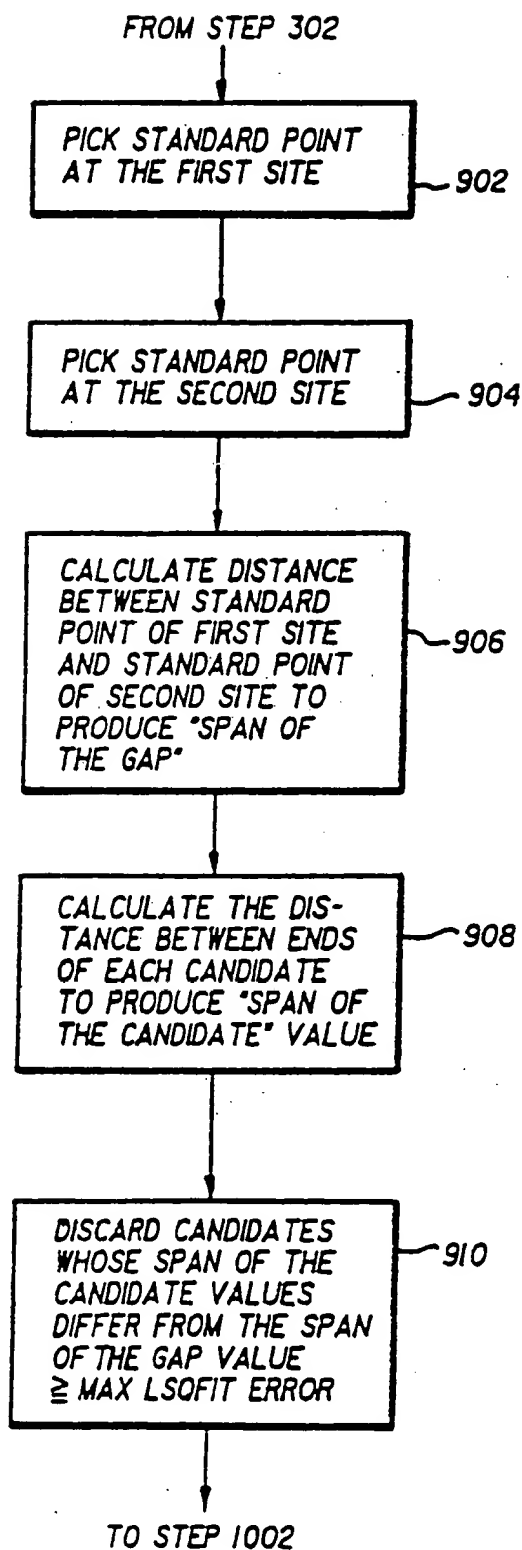 FROM STEP 302
PICK STANDARD POINT
AT THE FIRST SITE
902
PICK STANDARD POINT
AT THE SECOND SITE
904
CALCULATE DISTANCE
BETWEEN STANDARD
POINT OF FIRST SITE
AND STANDARD POINT
OF SECOND SITE TO
PRODUCE "SPAN OF
THE GAP"
906
CALCULATE THE DIS-
TANCE BETWEEN ENDS
OF EACH CANDIDATE
TO PRODUCE "SPAN OF
THE CANDIDATE" VALUE
908
DISCARD CANDIDATES
WHOSE SPAN OF THE
CANDIDATE VALUES
DIFFER FROM THE SPAN
OF THE GAP VALUE
≧ MAX LSQFIT ERROR
910
TO STEP 1002